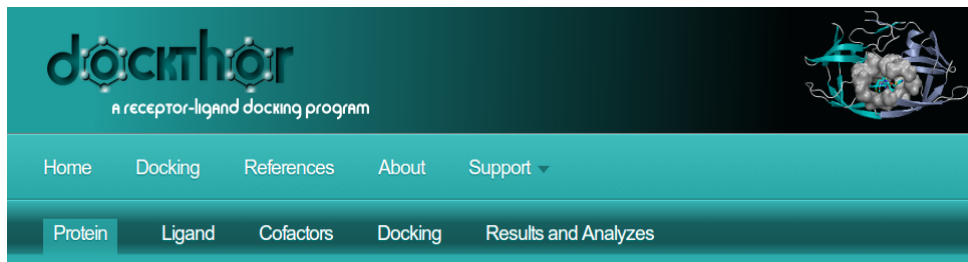 dockthor
a receptor-ligand docking program
Home Docking References About Support
Protein Ligand Cofactors Docking Results and Analyzes